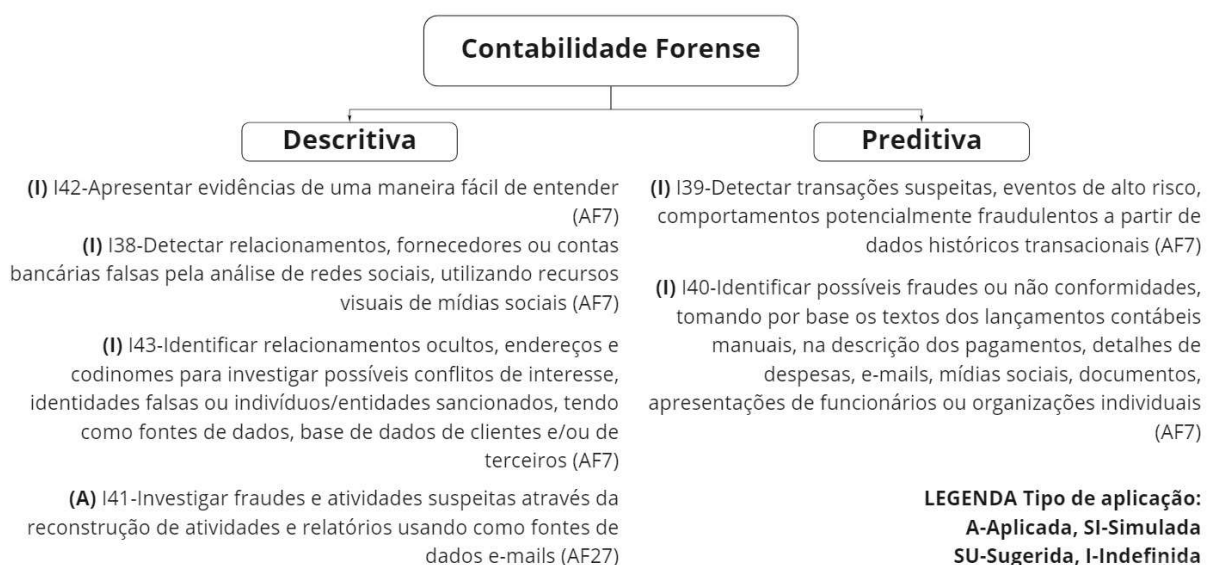 Contabilidade Forense
Descritiva
(I) I42-Apresentar evidências de uma maneira fácil de entender
(AF7)
(I) I38-Detectar relacionamentos, fornecedores ou contas
bancárias falsas pela análise de redes sociais, utilizando recursos
visuais de mídias sociais (AF7)
(I) I43-Identificar relacionamentos ocultos, endereços e
codinomes para investigar possíveis conflitos de interesse,
identidades falsas ou indivíduos/entidades sancionados, tendo
como fontes de dados, base de dados de clientes e/ou de
terceiros (AF7)
(A) I41-Investigar fraudes e atividades suspeitas através da
reconstrução de atividades e relatórios usando como fontes de
dados e-mails (AF27)
Preditiva
(I) I39-Detectar transações suspeitas, eventos de alto risco,
comportamentos potencialmente fraudulentos a partir de
dados históricos transacionais (AF7)
(I) I40-Identificar possíveis fraudes ou não conformidades,
tomando por base os textos dos lançamentos contábeis
manuais, na descrição dos pagamentos, detalhes de
despesas, e-mails, mídias sociais, documentos,
apresentações de funcionários ou organizações individuais
(AF7)
LEGENDA Tipo de aplicação:
A-Aplicada, SI-Simulada
SU-Sugerida, I-Indefinida